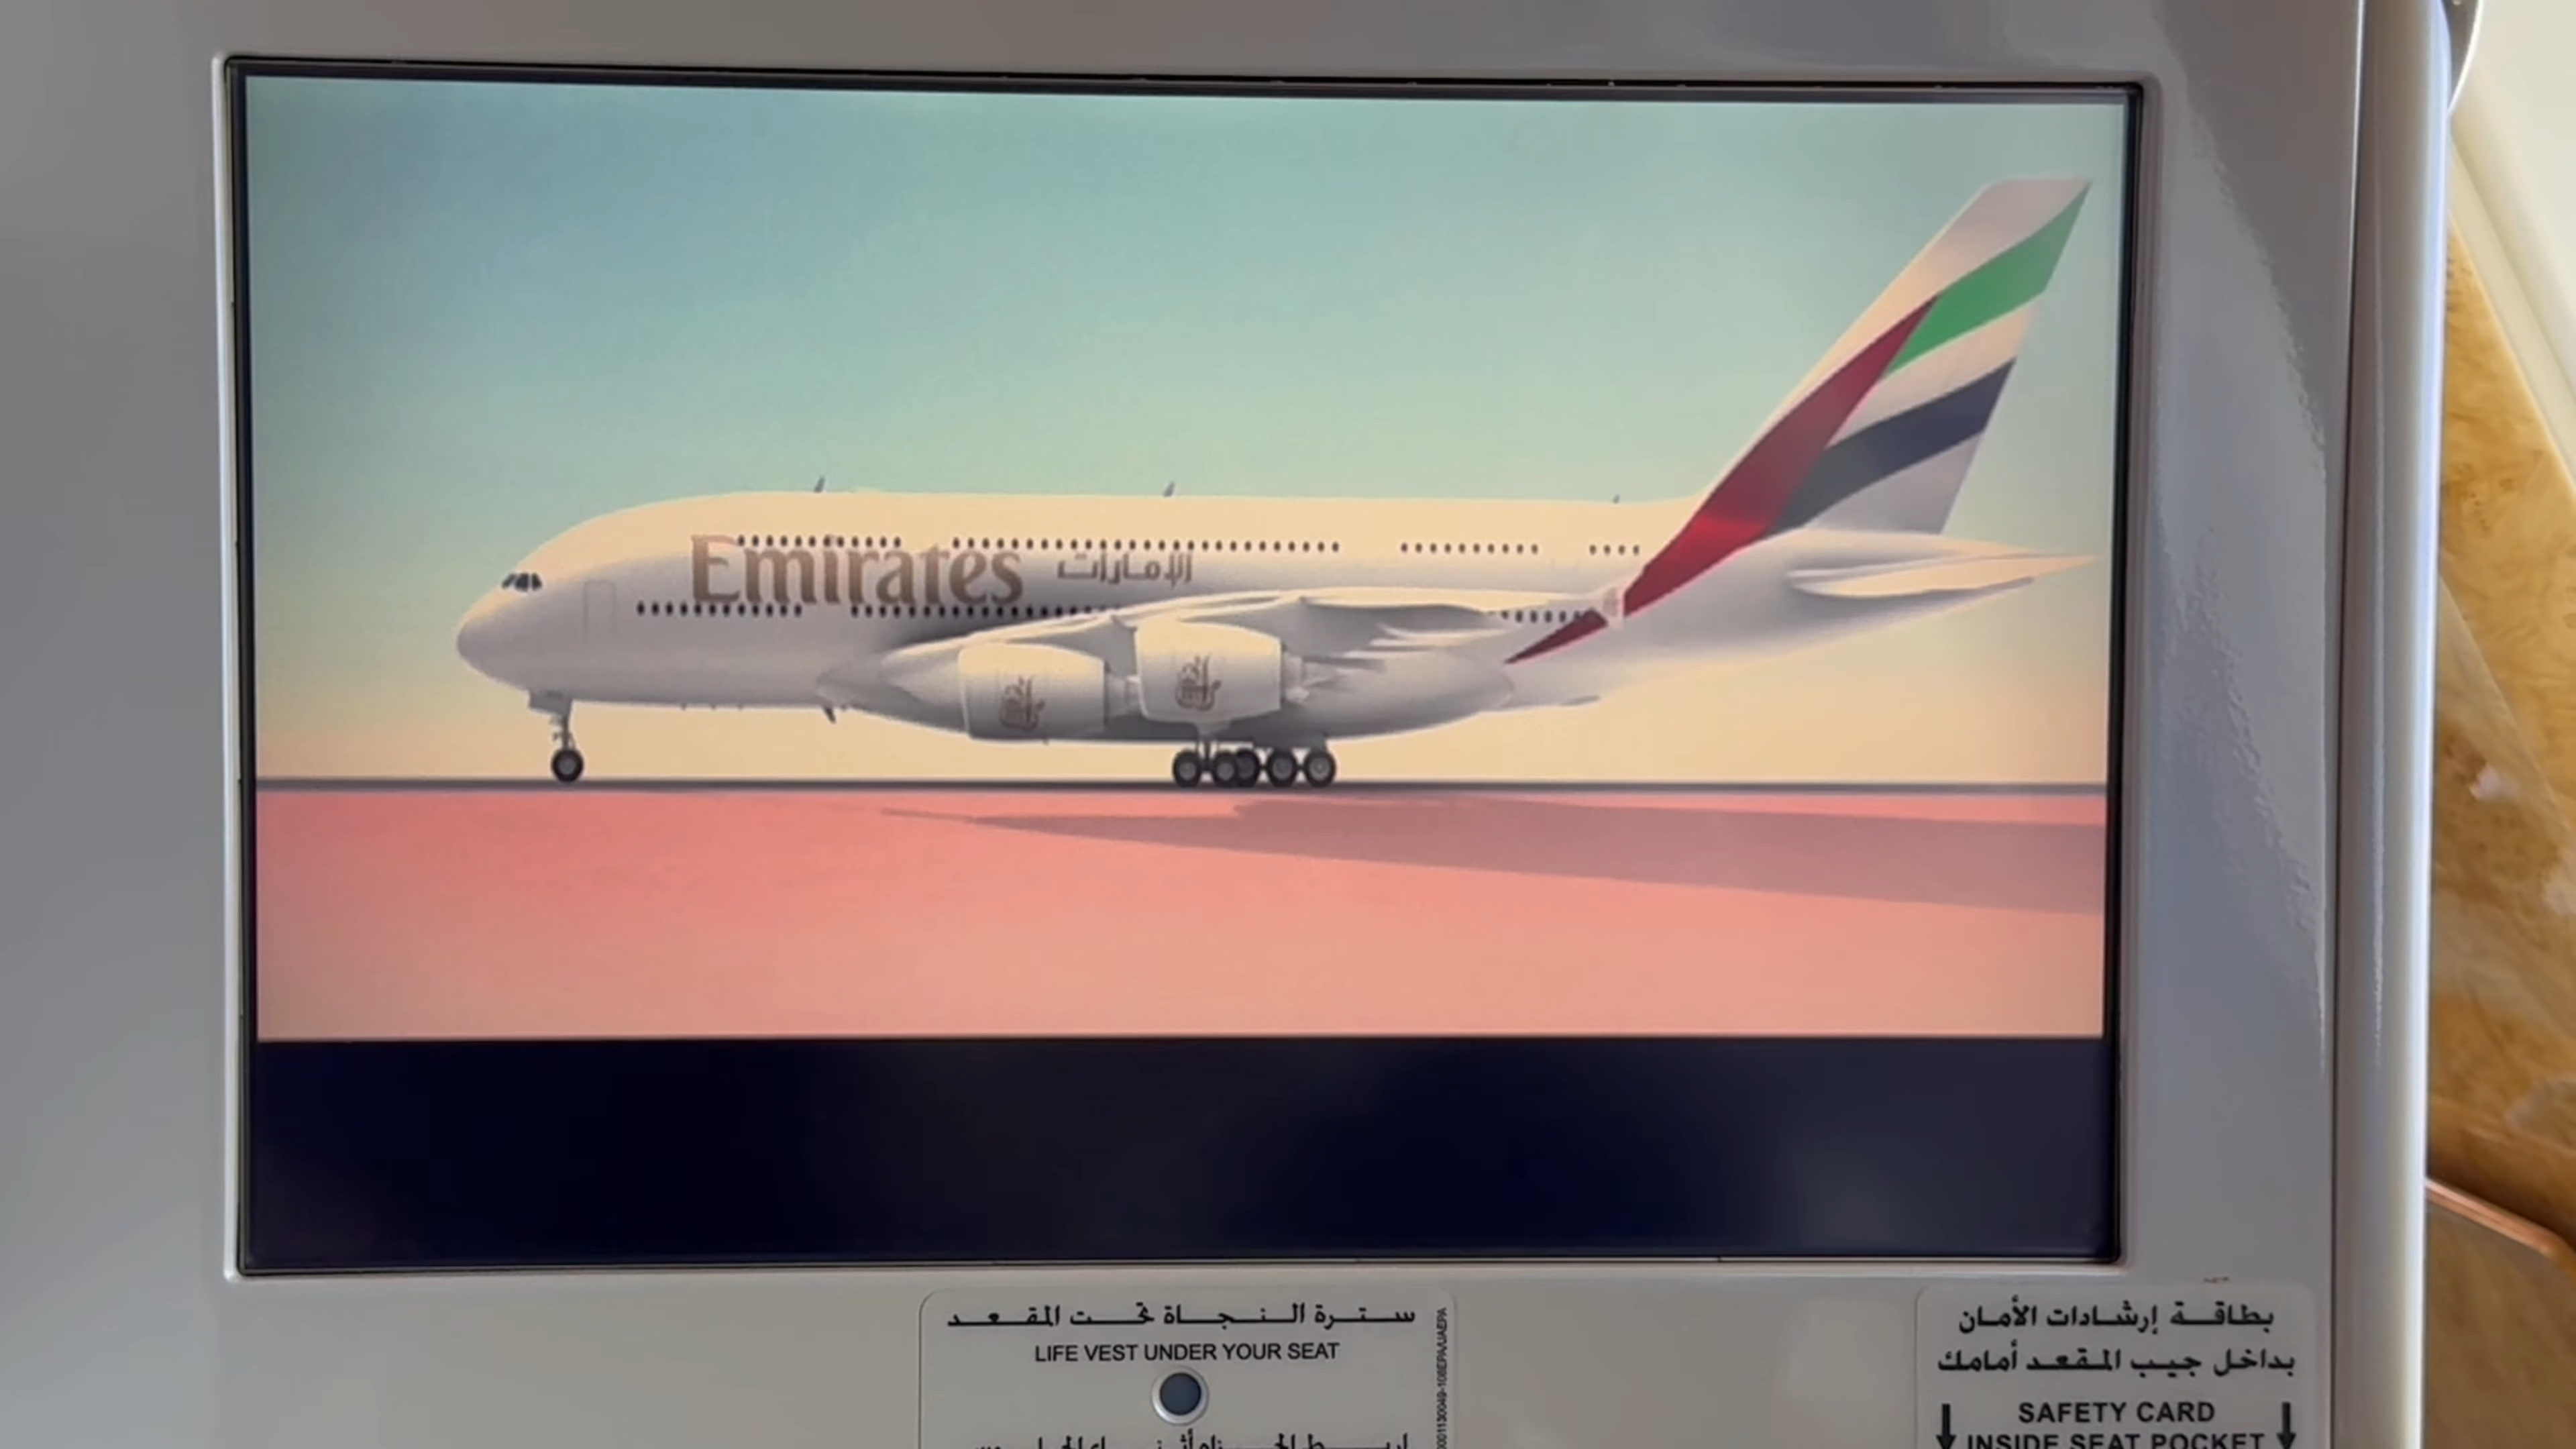 Emirates الإمارات
سترة النجاة تحت المقعد
LIFE VEST UNDER YOUR SEAT
بطاقة إرشادات الأمان
بداخل جيب المقعد أمامك
SAFETY CARD
INSIDE SEAT POCKET